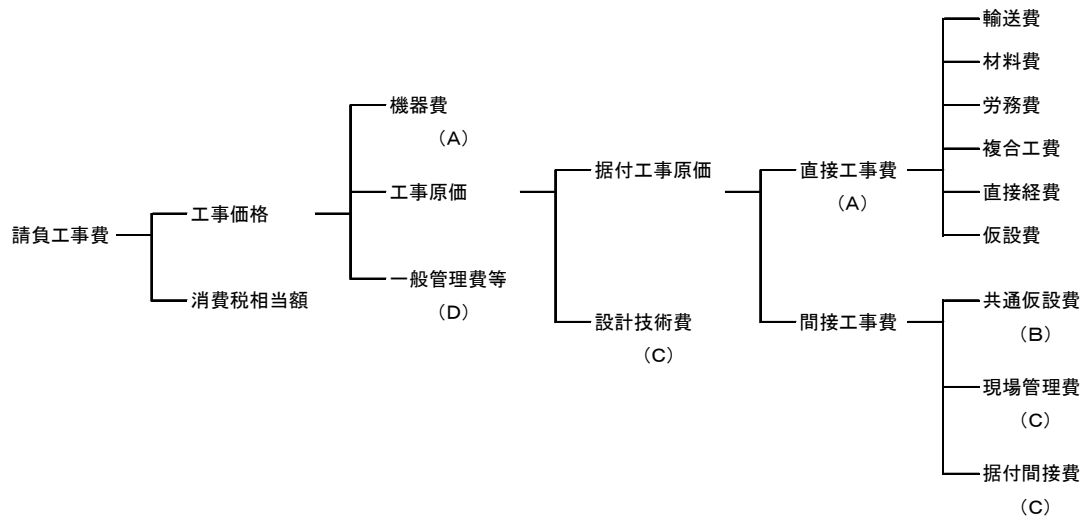 輸送費
材料費
機器費
労務費
（A）
複合工費
据付工事原価
直接工事費
工事原価
（A）
直接経費
工事価格
請負工事費
仮設費
一般管理費等
（D）
消費税相当額
共通仮設費
設計技術費
間接工事費
（B）
（C）
現場管理費
（C）
据付間接費
（C）